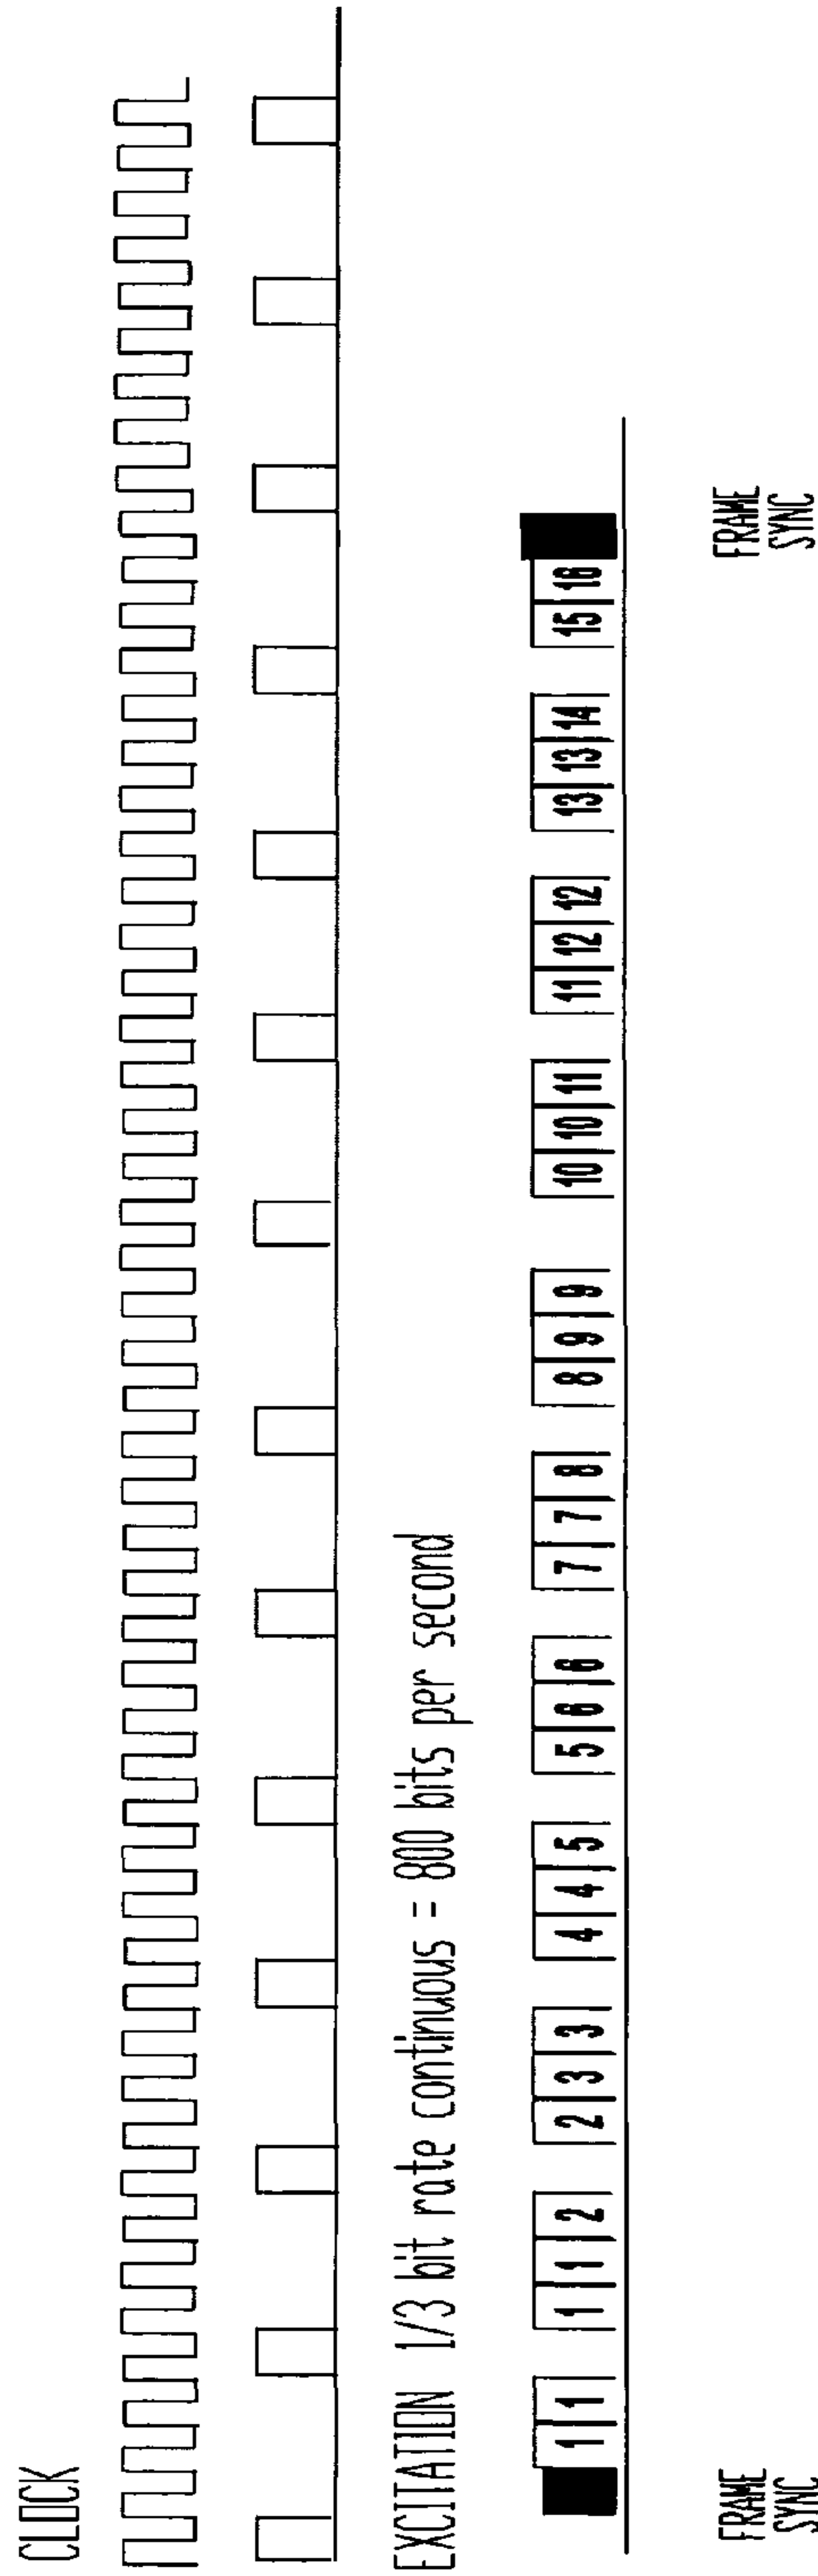 CLOCK
EXCITATION 1/3 bit rate continuous = 800 bits per second
1 1 1 1 2 2 3 3 4 4 5 5 6 6 7 7 8 8 9 9 10 10 11 11 12 12 13 13 14 15 16
FRAME
SYNC
FRAME
SYNC